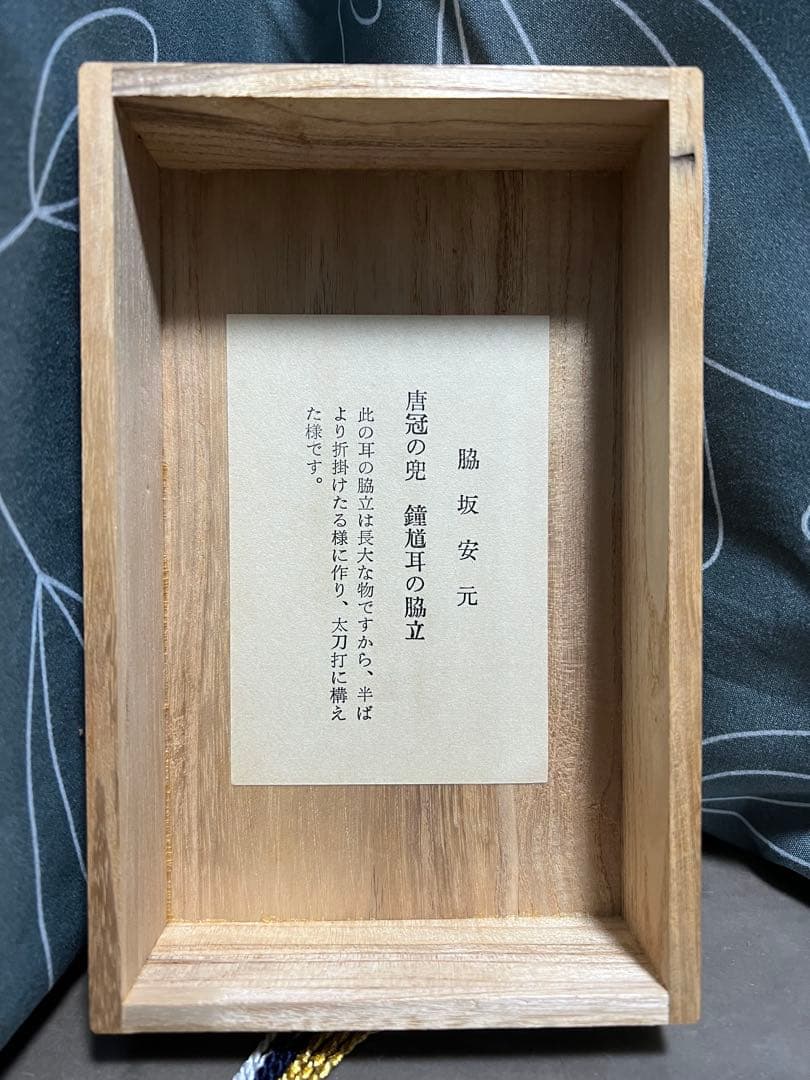 脇坂安元
唐冠の兜　鐘馗耳の脇立
此の耳の脇立は長大な物ですから、半ば
より折掛けたる様に作り、太刀打に構え
た様です。